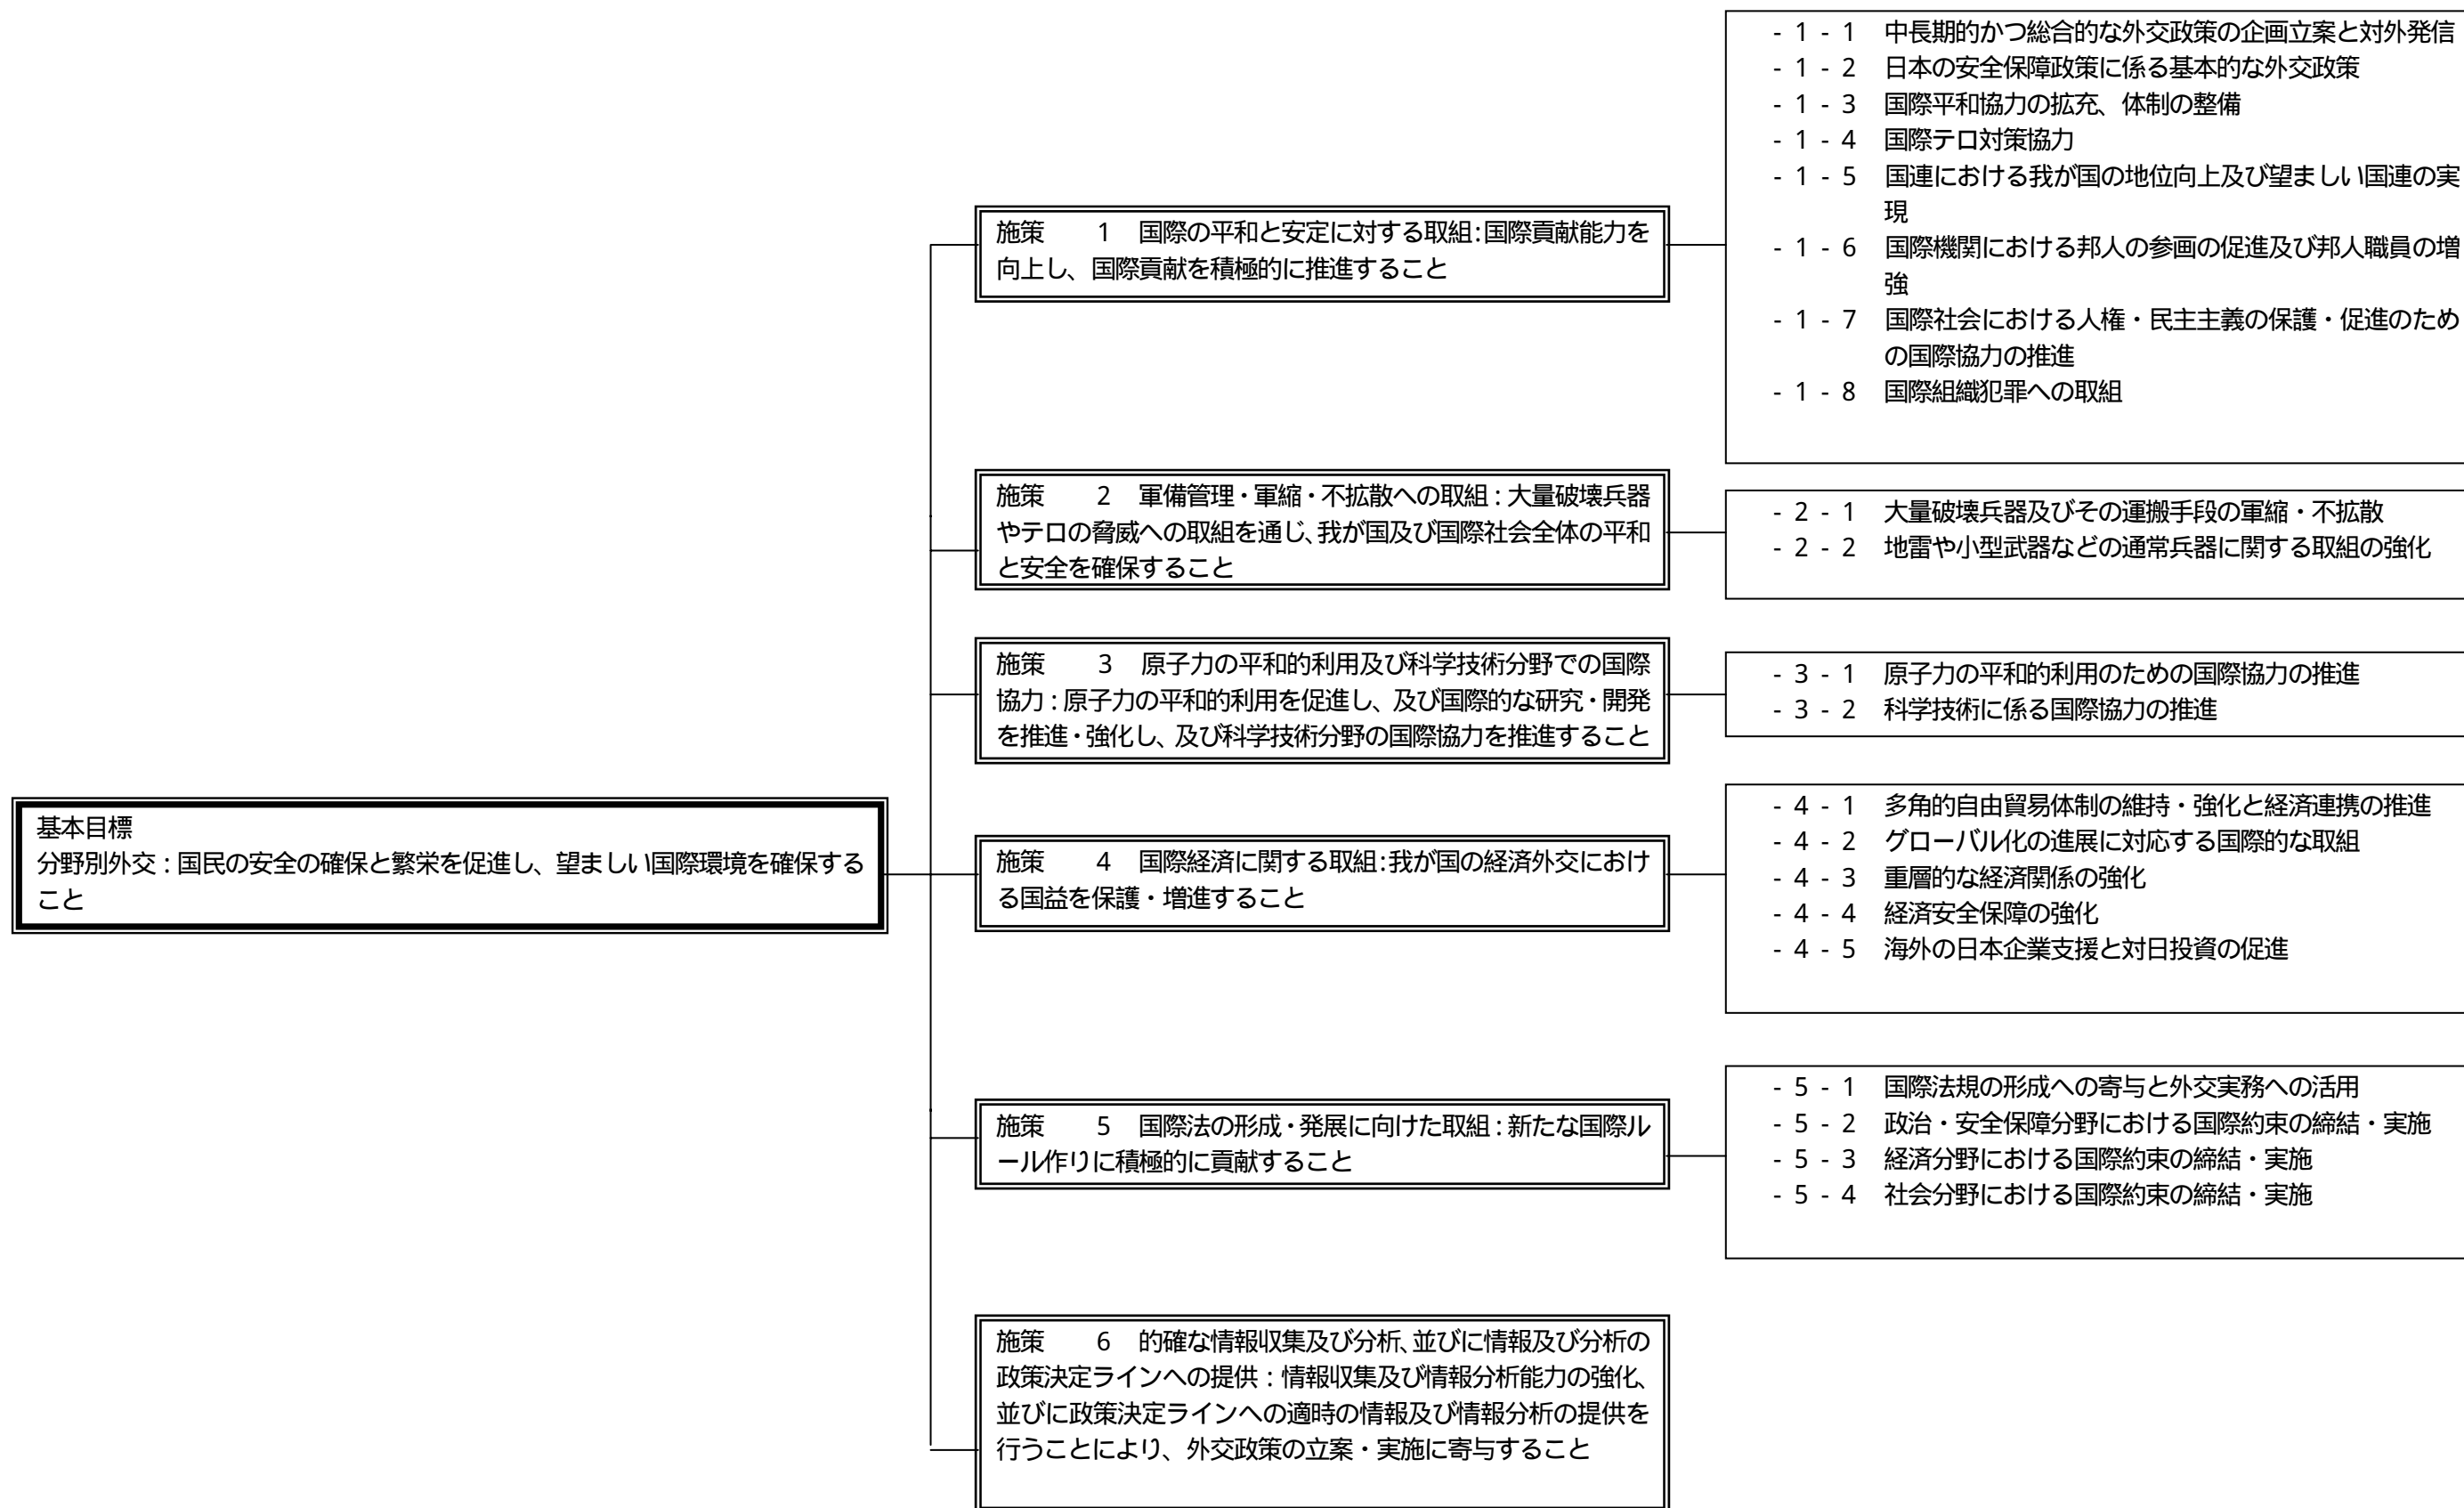 基本目標
分野別外交：国民の安全の確保と繁栄を促進し、望ましい国際環境を確保する
こと
施策　　1　国際の平和と安定に対する取組：国際貢献能力を
向上し、国際貢献を積極的に推進すること
- 1 - 1　中長期的かつ総合的な外交政策の企画立案と対外発信
- 1 - 2　日本の安全保障政策に係る基本的な外交政策
- 1 - 3　国際平和協力の拡充、体制の整備
- 1 - 4　国際テロ対策協力
- 1 - 5　国連における我が国の地位向上及び望ましい国連の実
現
- 1 - 6　国際機関における邦人の参画の促進及び邦人職員の増
強
- 1 - 7　国際社会における人権・民主主義の保護・促進のため
の国際協力の推進
- 1 - 8　国際組織犯罪への取組
施策　　2　軍備管理・軍縮・不拡散への取組：大量破壊兵器
やテロの脅威への取組を通じ、我が国及び国際社会全体の平和
と安全を確保すること
- 2 - 1　大量破壊兵器及びその運搬手段の軍縮・不拡散
- 2 - 2　地雷や小型武器などの通常兵器に関する取組の強化
施策　　3　原子力の平和的利用及び科学技術分野での国際
協力：原子力の平和的利用を促進し、及び国際的な研究・開発
を推進・強化し、及び科学技術分野の国際協力を推進すること
- 3 - 1　原子力の平和的利用のための国際協力の推進
- 3 - 2　科学技術に係る国際協力の推進
施策　　4　国際経済に関する取組：我が国の経済外交におけ
る国益を保護・増進すること
- 4 - 1　多角的自由貿易体制の維持・強化と経済連携の推進
- 4 - 2　グローバル化の進展に対応する国際的な取組
- 4 - 3　重層的な経済関係の強化
- 4 - 4　経済安全保障の強化
- 4 - 5　海外の日本企業支援と対日投資の促進
施策　　5　国際法の形成・発展に向けた取組：新たな国際ル
ール作りに積極的に貢献すること
- 5 - 1　国際法規の形成への寄与と外交実務への活用
- 5 - 2　政治・安全保障分野における国際約束の締結・実施
- 5 - 3　経済分野における国際約束の締結・実施
- 5 - 4　社会分野における国際約束の締結・実施
施策　　6　的確な情報収集及び分析、並びに情報及び分析の
政策決定ラインへの提供：情報収集及び情報分析能力の強化、
並びに政策決定ラインへの適時の情報及び情報分析の提供を
行うことにより、外交政策の立案・実施に寄与すること